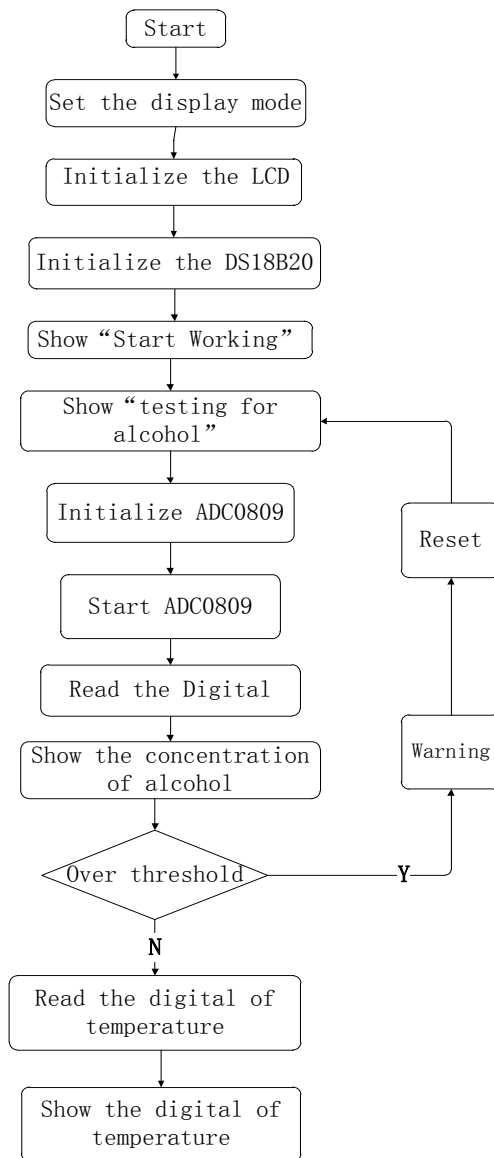 Start
Set the display mode
Initialize the LCD
Initialize the DS18B20
Show “Start Working”
Show “testing for
alcohol”
Initialize ADC0809
Start ADC0809
Read the Digital
Show the concentration
of alcohol
Over threshold
Y
Warning
Reset
N
Read the digital of
temperature
Show the digital of
temperature